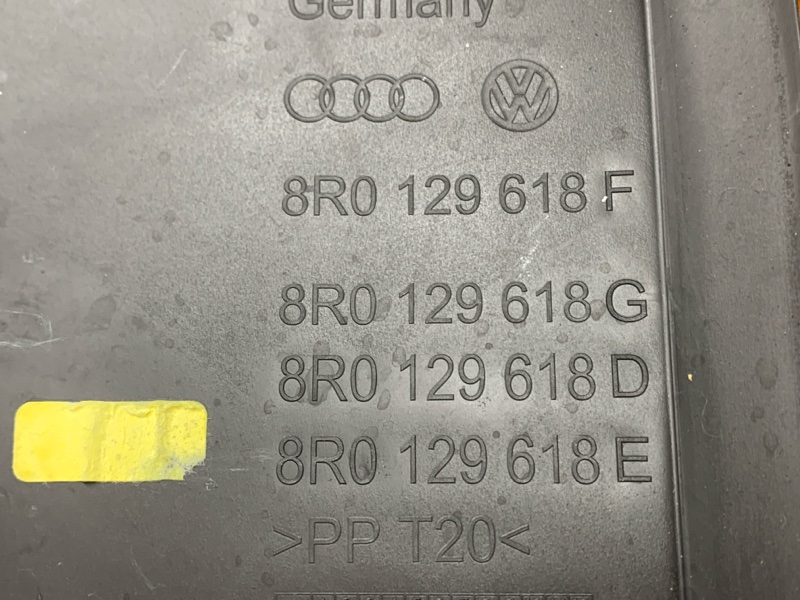 Germany
8R0 129 618 F
8R0 129 618 G
8R0 129 618 D
8R0 129 618 E
>PP T20<